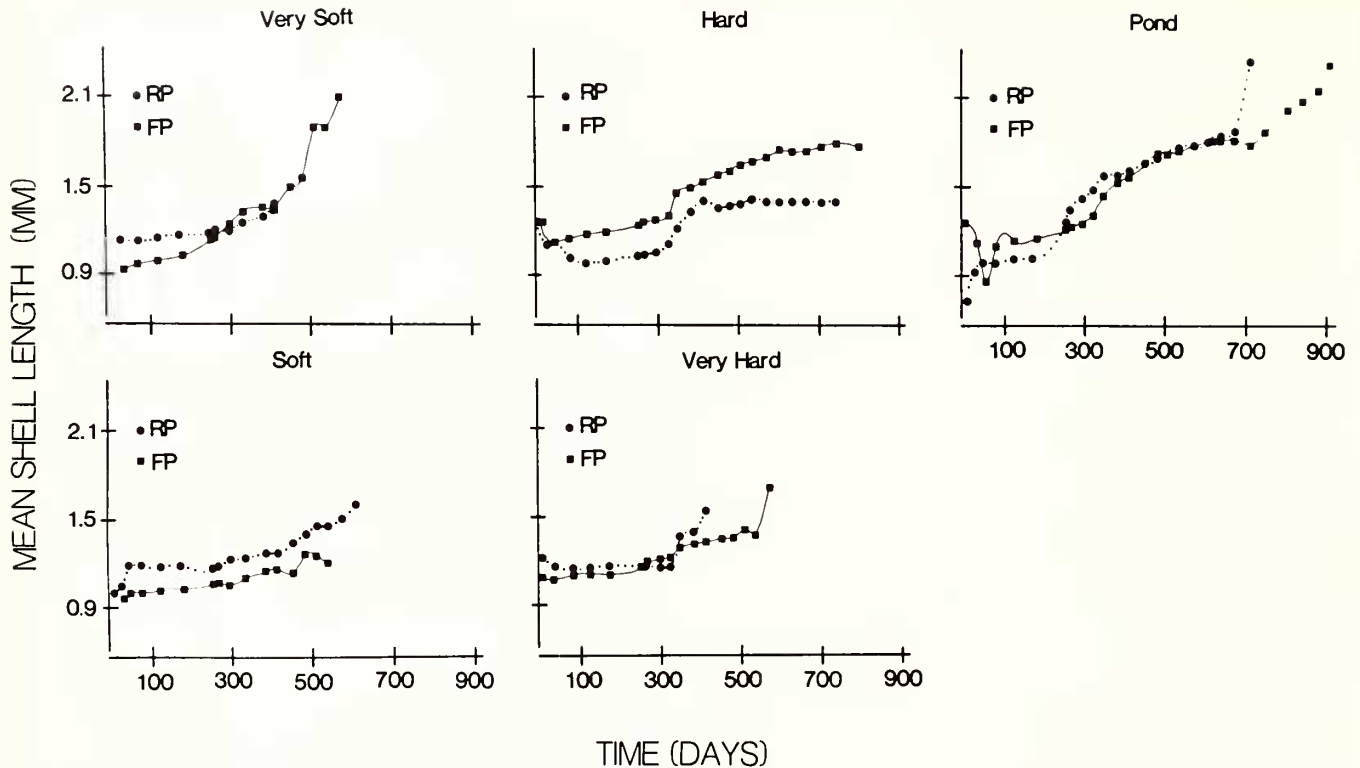 Very Soft
Hard
Pond
2.1
RP
FP
1.5
0.9
RP
FP
RP
FP
100 300 500 700 900
Soft
Very Hard
2.1
RP
FP
1.5
0.9
100 300 500 700 900
RP
FP
100 300 500 700 900
MEAN SHELL LENGTH (MM)
TIME (DAYS)